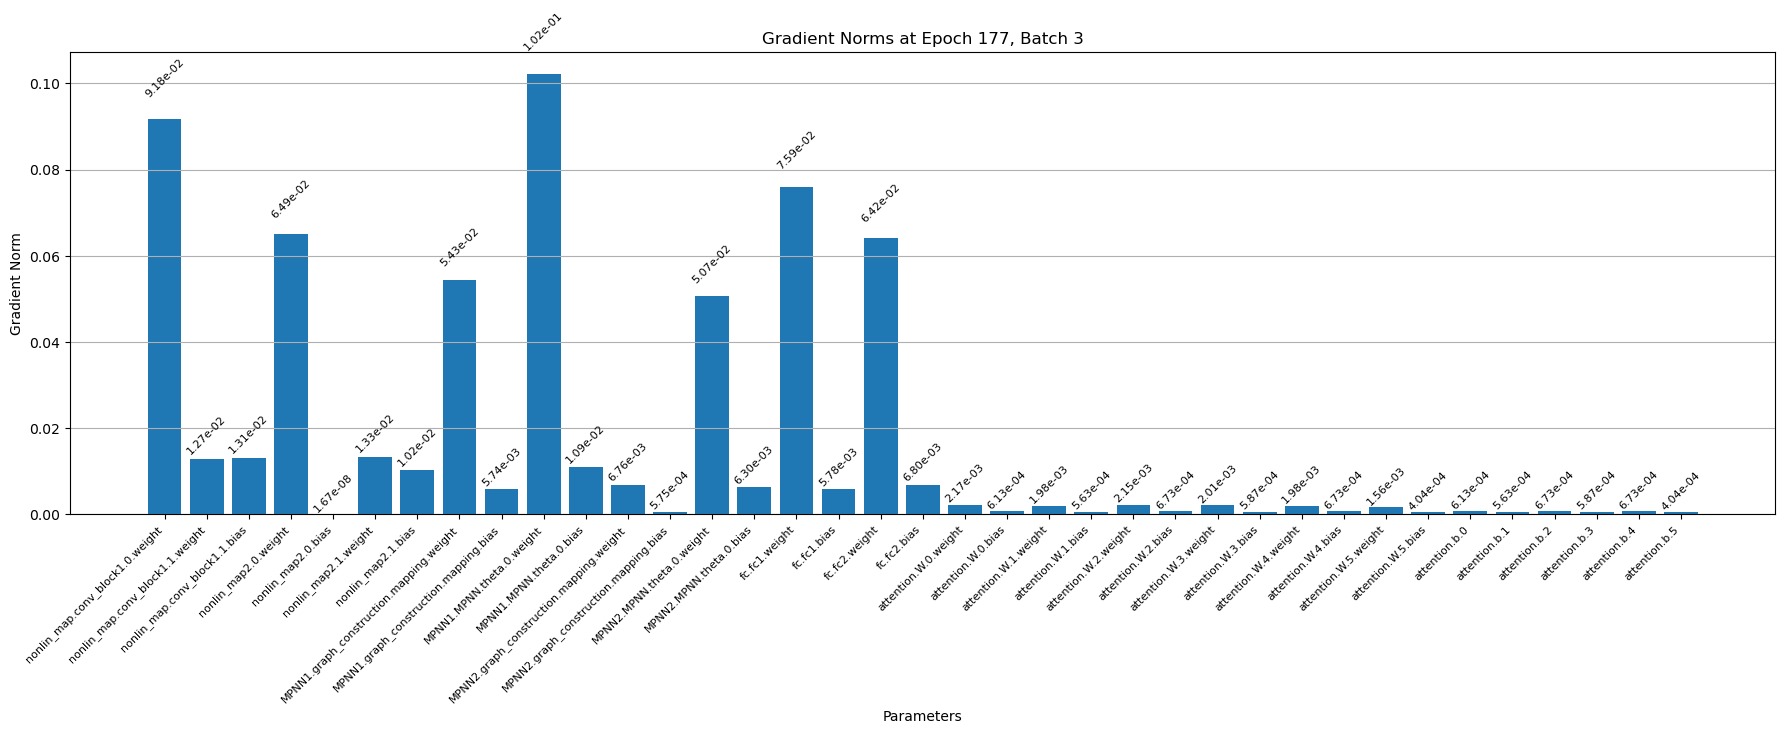 Gradient Norms at Epoch 177, Batch 3
Gradient Norm
0.10
0.08
0.06
0.04
0.02
0.00
9.18e-02
1.27e-02
1.31e-02
6.49e-02
1.67e-08
1.33e-02
1.02e-02
5.43e-02
5.74e-03
1.02e-01
1.09e-02
6.76e-03
5.75e-04
5.07e-02
6.30e-03
7.59e-02
5.78e-03
6.42e-02
6.80e-03
2.17e-03
6.13e-04
1.98e-03
5.63e-04
2.15e-03
6.73e-04
2.01e-03
5.87e-04
1.98e-03
6.73e-04
1.56e-03
4.04e-04
6.13e-04
5.63e-04
6.73e-04
5.87e-04
6.73e-04
4.04e-04
nonlin_map.conv_block1.0.weight
nonlin_map.conv_block1.1.weight
nonlin_map.conv_block1.1.bias
nonlin_map2.0.weight
nonlin_map2.0.bias
nonlin_map2.1.weight
nonlin_map2.1.bias
MPNN1.graph_construction.mapping.weight
MPNN1.graph_construction.mapping.bias
MPNN1.MPNN.theta.0.weight
MPNN1.MPNN.theta.0.bias
MPNN2.graph_construction.mapping.weight
MPNN2.graph_construction.mapping.bias
MPNN2.MPNN.theta.0.weight
MPNN2.MPNN.theta.0.bias
fc.fc1.weight
fc.fc1.bias
fc.fc2.weight
fc.fc2.bias
attention.W.0.weight
attention.W.0.bias
attention.W.1.weight
attention.W.1.bias
attention.W.2.weight
attention.W.2.bias
attention.W.3.weight
attention.W.3.bias
attention.W.4.weight
attention.W.4.bias
attention.W.5.weight
attention.W.5.bias
attention.b.0
attention.b.1
attention.b.2
attention.b.3
attention.b.4
attention.b.5
Parameters